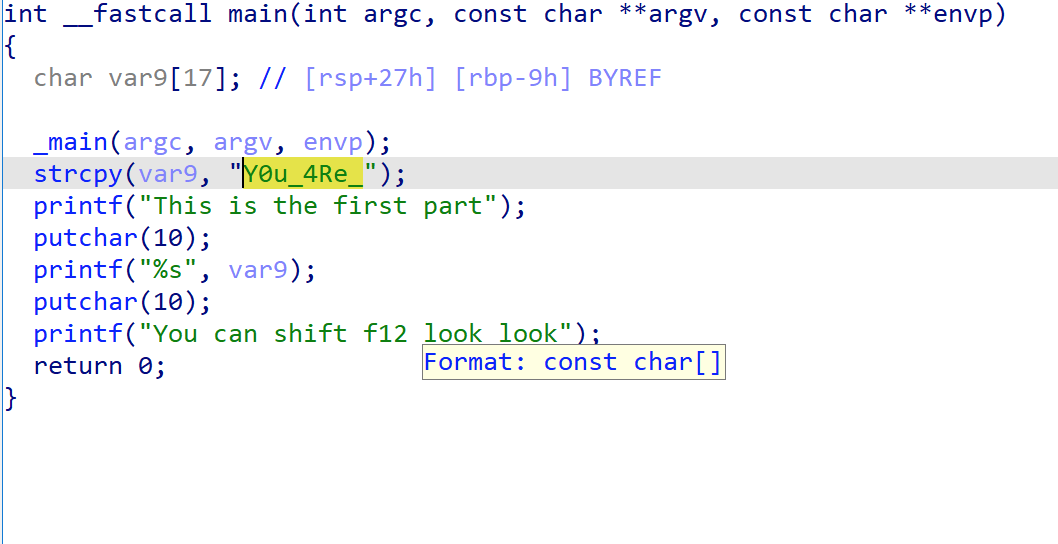 int __fastcall main(int argc, const char **argv, const char **envp)
{
  char var9[17]; // [rsp+27h] [rbp-9h] BYREF

  _main(argc, argv, envp);
  strcpy(var9, "Y0u_4Re_");
  printf("This is the first part");
  putchar(10);
  printf("%s", var9);
  putchar(10);
  printf("You can shift f12 look look");
  return 0;
Format: const char[]
}